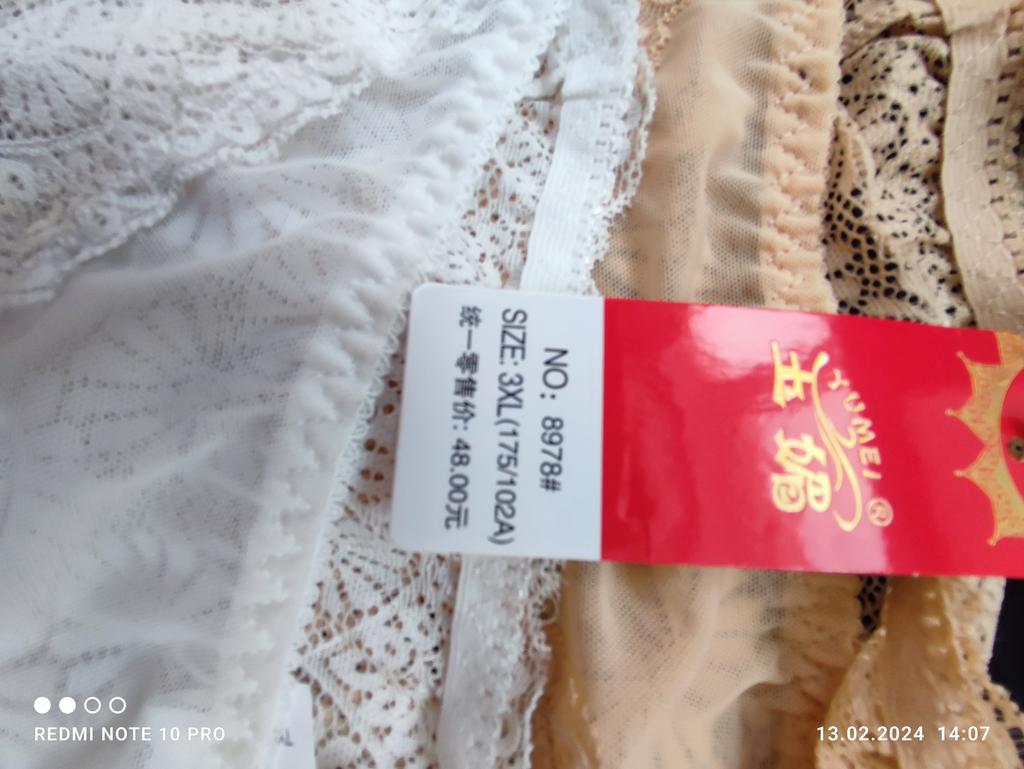 NO: 8978#
SIZE: 3XL(175/102A)
统一零售价: 48.00元
YUMEI®
玉媚
REDMI NOTE 10 PRO
13.02.2024 14:07